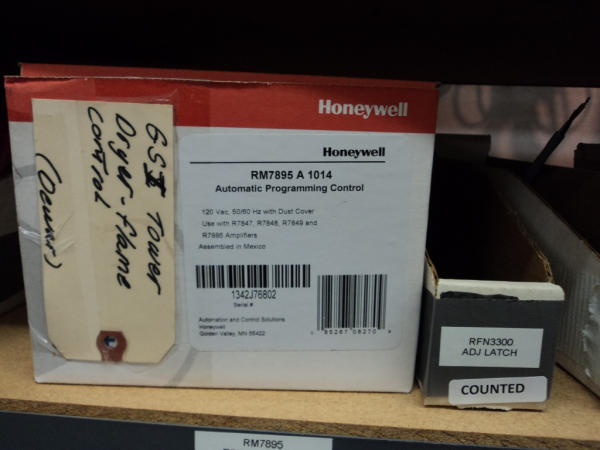 Honeywell
Honeywell
RM7895 A 1014
Automatic Programming Control
120 Vac, 50/60 Hz with Dust Cover
Use with R7847, R7848, R7849 and
R7886 Amplifiers
Assembled in Mexico
1342J76802
Serial #
Automation and Control Solutions
Honeywell
Golden Valley, MN 55422
85267 08270
Tower
Dryer - Flame
Control
RFN3300
ADJ LATCH
COUNTED
RM7895